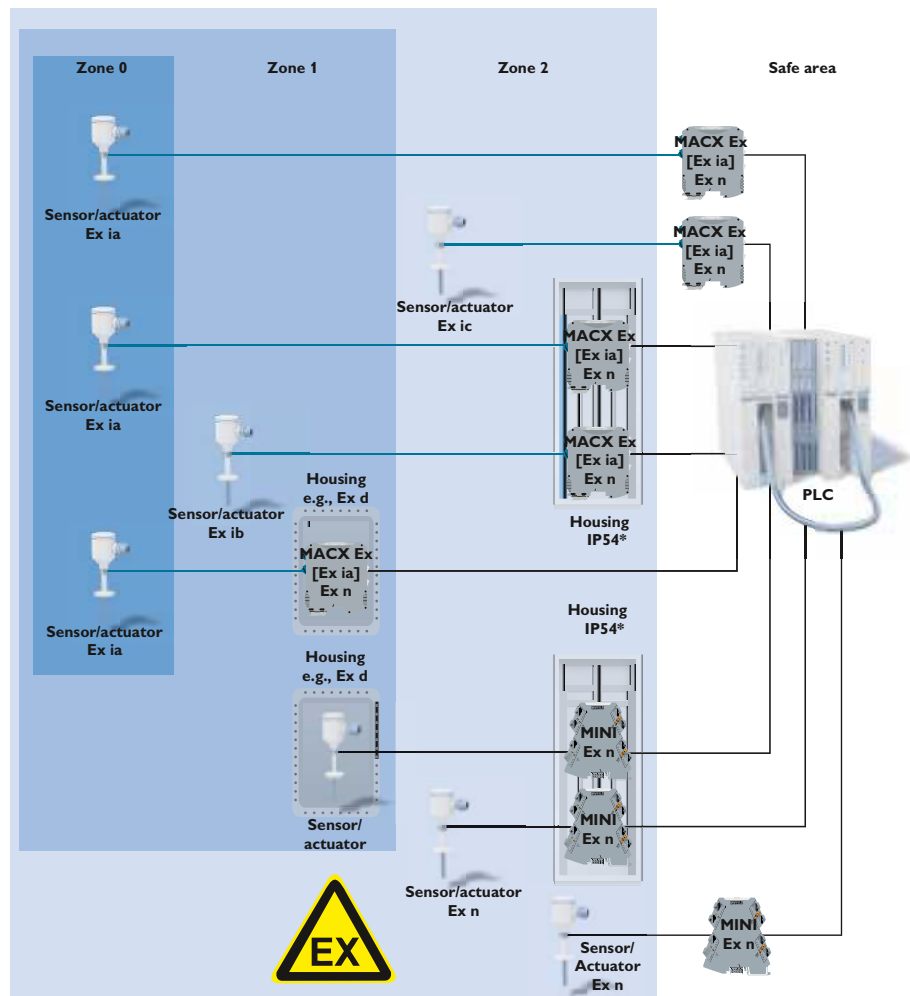 Zone 0
Zone 1
Zone 2
Safe area
MACX Ex
[Ex ia]
Ex n
Sensor/actuator
Ex ia
MACX Ex
[Ex ia]
Ex n
Sensor/actuator
Ex ic
MACX Ex
[Ex ia]
Ex n
Sensor/actuator
Ex ia
MACX Ex
[Ex ia]
Ex n
PLC
Sensor/actuator
Ex ib
Housing
e.g., Ex d
Housing
IP54*
MACX Ex
[Ex ia]
Ex n
Sensor/actuator
Ex ia
Housing
IP54*
Housing
e.g., Ex d
MINI
Ex n
Sensor/
actuator
MINI
Ex n
Sensor/actuator
Ex n
EX
Sensor/
Actuator
Ex n
MINI
Ex n